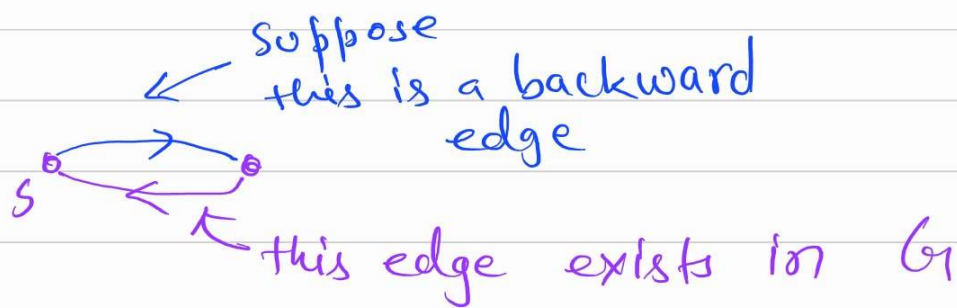 suppose
this is a backward
edge
S
this edge exists in G